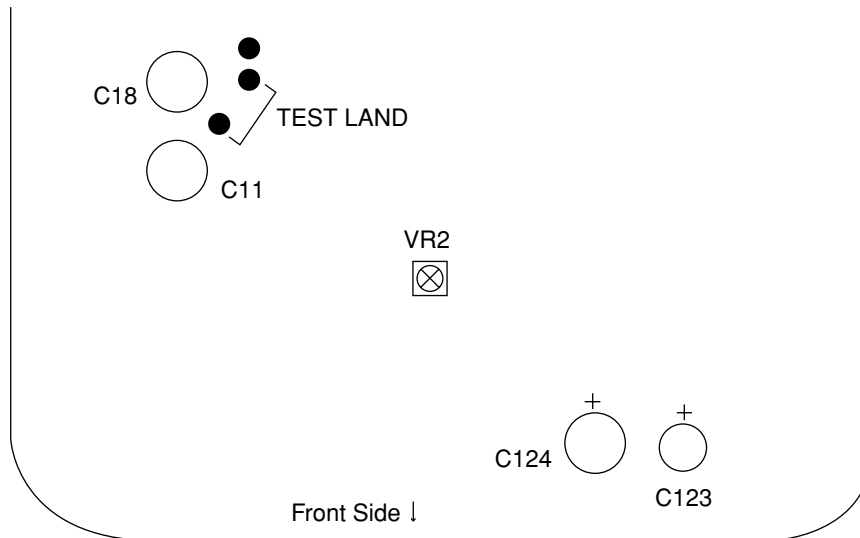 C18
TEST LAND
C11
VR2
+
+
C124
C123
Front Side ↓